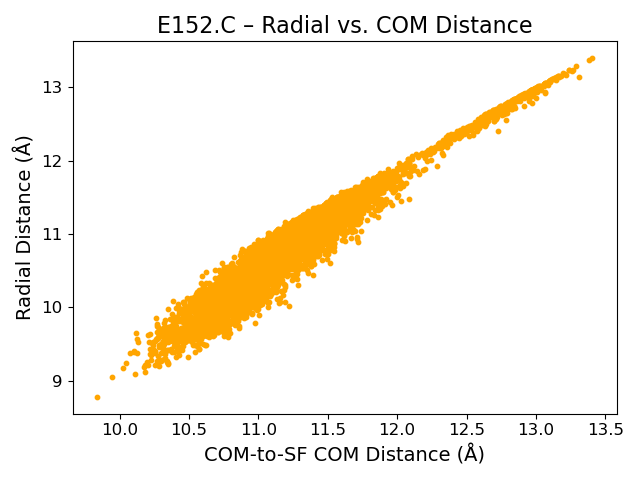 E152.C – Radial vs. COM Distance
Radial Distance (Å)
13
12
11
10
9
10.0 10.5 11.0 11.5 12.0 12.5 13.0 13.5
COM-to-SF COM Distance (Å)